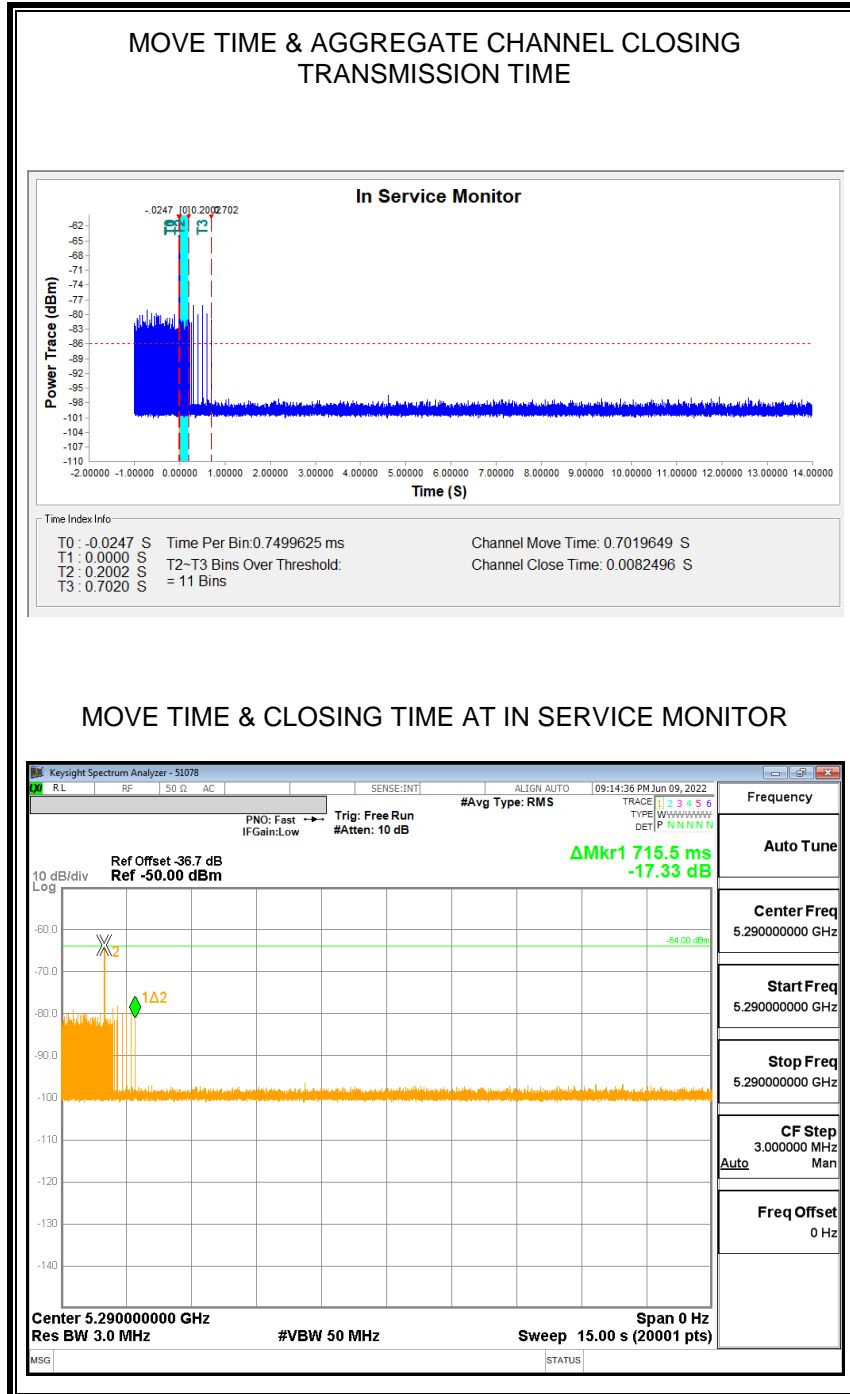 MOVE TIME & AGGREGATE CHANNEL CLOSING
TRANSMISSION TIME
In Service Monitor
T0
T2
T3
-62
-65
-68
-71
-74
-77
-80
-83
-86
-89
-92
-95
-98
-101
-104
-107
-110
Power Trace (dBm)
-2.00000 -1.00000 0.00000 1.00000 2.00000 3.00000 4.00000 5.00000 6.00000 7.00000 8.00000 9.00000 10.00000 11.00000 12.00000 13.00000 14.00000
Time (S)
Time Index Info
T0 : -0.0247 S Time Per Bin:0.7499625 ms Channel Move Time: 0.7019649 S
T1 : 0.0000 S T2~T3 Bins Over Threshold: Channel Close Time: 0.0082496 S
T2 : 0.2002 S = 11 Bins
T3 : 0.7020 S
MOVE TIME & CLOSING TIME AT IN SERVICE MONITOR
Keysight Spectrum Analyzer - 51078
LXI RL RF 50 Ω AC SENSE:INT ALIGN AUTO 09:14:36 PM Jun 09, 2022
#Avg Type: RMS TRACE 1 2 3 4 5 6
PNO: Fast Trig: Free Run TYPE WWWWWW
IFGain:Low #Atten: 10 dB DET P N N N N N
Frequency
Auto Tune
Center Freq
5.290000000 GHz
Start Freq
5.290000000 GHz
Stop Freq
5.290000000 GHz
CF Step
3.000000 MHz
Auto Man
Freq Offset
0 Hz
ΔMkr1 715.5 ms
-17.33 dB
Ref Offset -36.7 dB
10 dB/div Ref -50.00 dBm
Log
-60.0
-64.00 dBm
2
-70.0
1Δ2
-80.0
-90.0
-100
-110
-120
-130
-140
Center 5.290000000 GHz Span 0 Hz
Res BW 3.0 MHz #VBW 50 MHz Sweep 15.00 s (20001 pts)
MSG STATUS